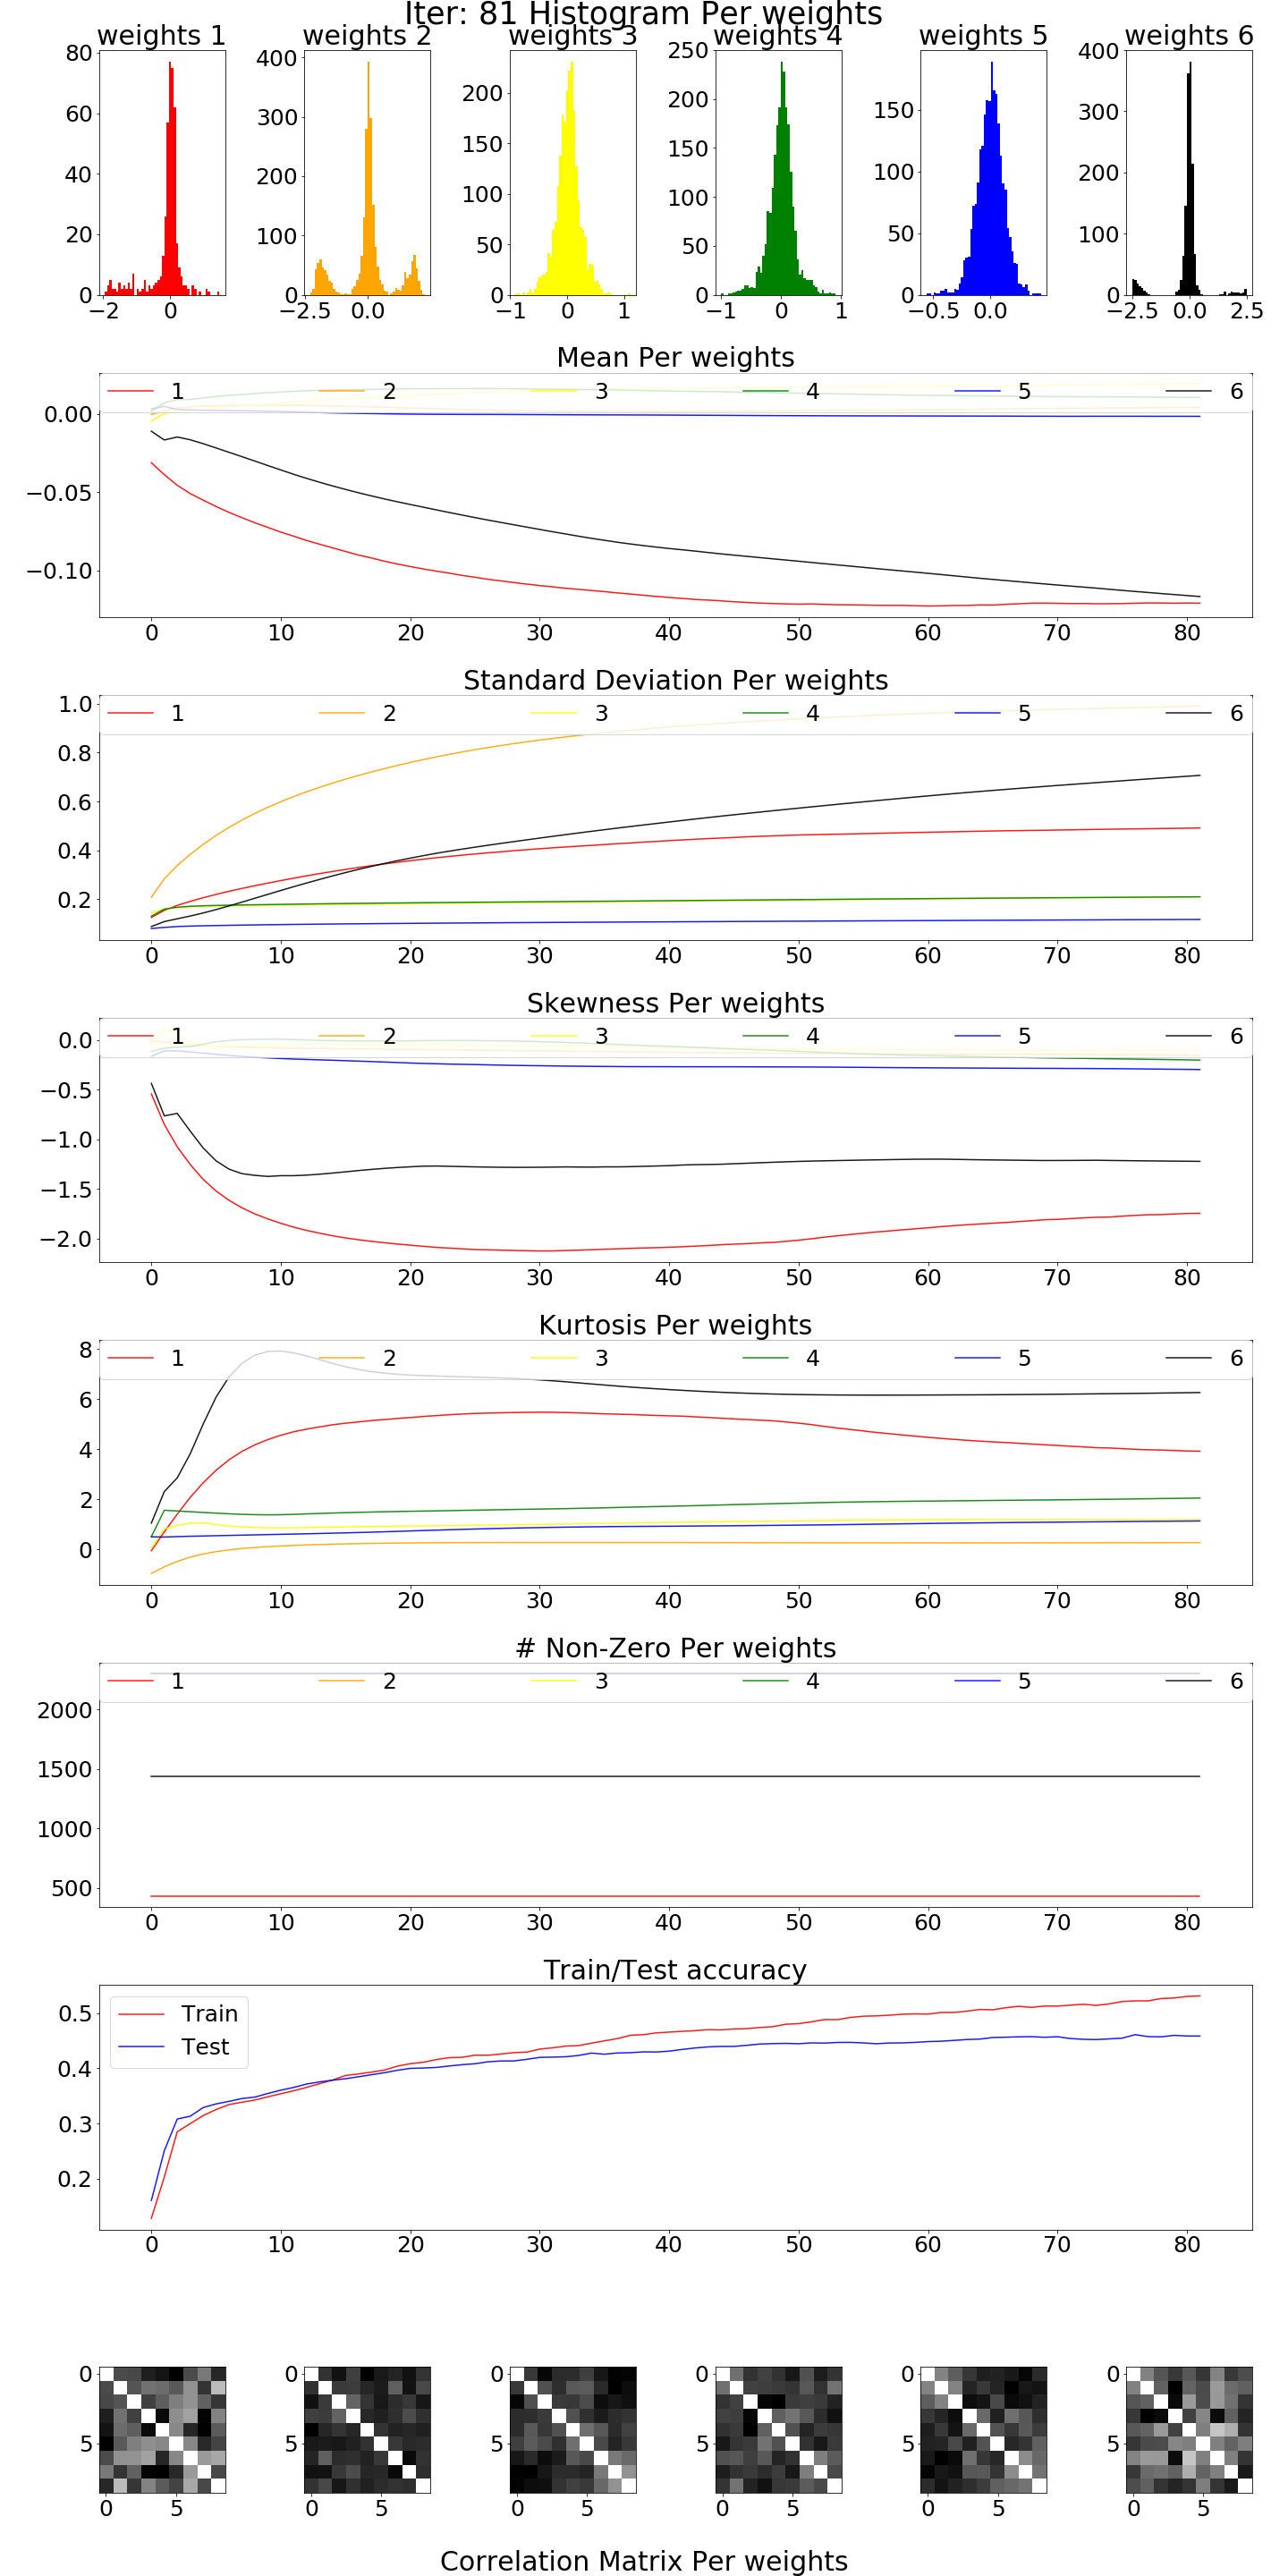 Iter: 81 Histogram Per weights
weights 1 weights 2 weights 3 weights 4 weights 5 weights 6
80 60 40 20 0
−2 0
400 300 200 100 0
−2.5 0.0
200 150 100 50 0
−1 0 1
250 200 150 100 50 0
−1 0 1
150 100 50 0
−0.5 0.0
400 300 200 100 0
−2.5 0.0 2.5
Mean Per weights
1 2 3 4 5 6
0.00
−0.05
−0.10
0 10 20 30 40 50 60 70 80
Standard Deviation Per weights
1 2 3 4 5 6
1.0
0.8
0.6
0.4
0.2
0 10 20 30 40 50 60 70 80
Skewness Per weights
1 2 3 4 5 6
0.0
−0.5
−1.0
−1.5
−2.0
0 10 20 30 40 50 60 70 80
Kurtosis Per weights
1 2 3 4 5 6
8
6
4
2
0
0 10 20 30 40 50 60 70 80
# Non-Zero Per weights
1 2 3 4 5 6
2000
1500
1000
500
0 10 20 30 40 50 60 70 80
Train/Test accuracy
Train
Test
0.5
0.4
0.3
0.2
0 10 20 30 40 50 60 70 80
0 0 0 0 0 0
5 5 5 5 5 5
0 5 0 5 0 5 0 5 0 5 0 5
Correlation Matrix Per weights